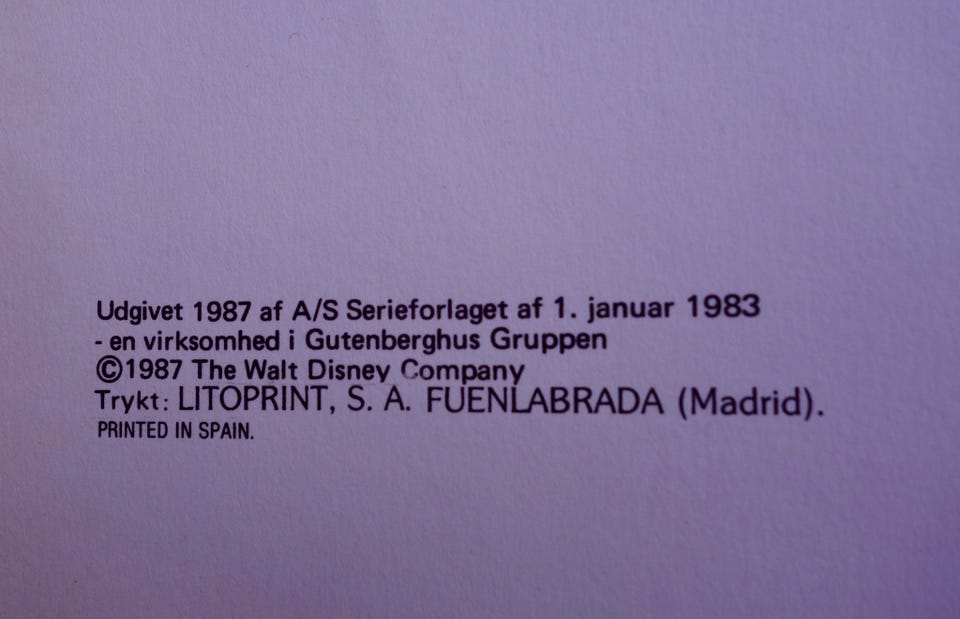 Udgivet 1987 af A/S Serieforlaget af 1. januar 1983
- en virksomhed i Gutenberghus Gruppen
©1987 The Walt Disney Company
Trykt: LITOPRINT, S. A. FUENLABRADA (Madrid).
PRINTED IN SPAIN.